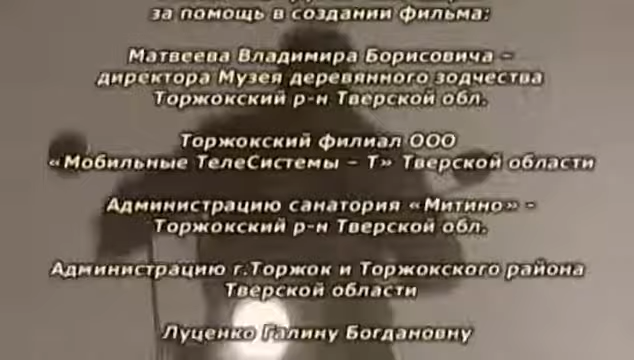 за помощь в создании фильма:
Матвеева Владимира Борисовича –
директора Музея деревянного зодчества
Торжокский р-н Тверской обл.
Торжокский филиал ООО
«Мобильные ТелеСистемы – Т» Тверской области
Администрацию санатория «Митино» -
Торжокский р-н Тверской обл.
Администрацию г.Торжок и Торжокского района
Тверской области
Луценко Галину Богдановну